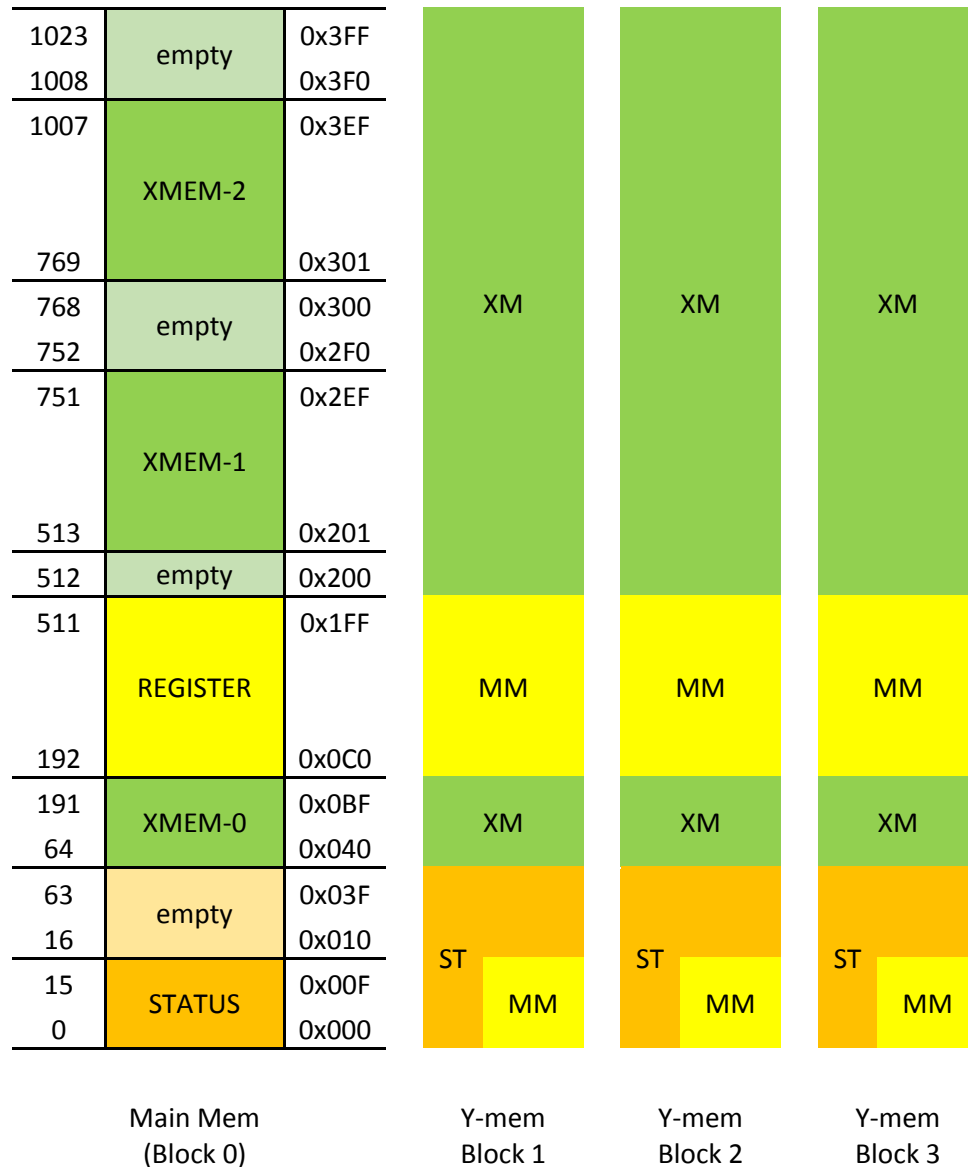 1023 empty 0x3FF
1008 0x3F0
1007 0x3EF
XMEM-2
769 0x301
768 empty 0x300 XM XM XM
752 0x2F0
751 0x2EF
XMEM-1
513 0x201
512 empty 0x200
511 0x1FF
REGISTER MM MM MM
192 0x0C0
191 XMEM-0 0x0BF XM XM XM
64 0x040
63 empty 0x03F
16 0x010
ST ST ST
15 STATUS 0x00F MM MM MM
0 0x000
Main Mem Y-mem Y-mem Y-mem
(Block 0) Block 1 Block 2 Block 3